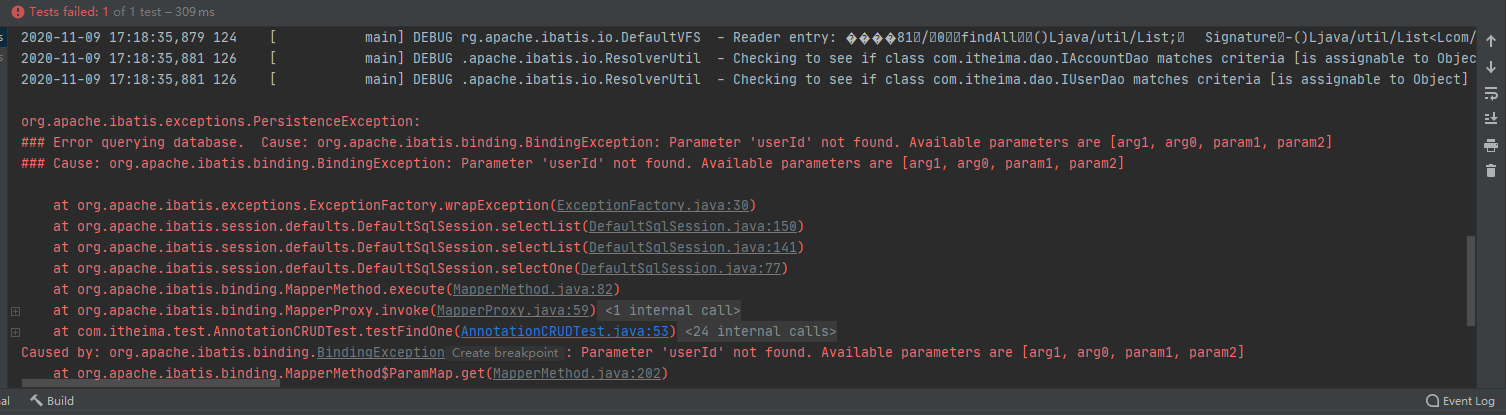 Tests failed: 1 of 1 test – 309 ms
2020-11-09 17:18:35,879 124    [           main] DEBUG rg.apache.ibatis.io.DefaultVFS  - Reader entry: ����81 / 0 findAll ()Ljava/util/List;  Signature -()Ljava/util/List<Lcom/
2020-11-09 17:18:35,881 126    [           main] DEBUG .apache.ibatis.io.ResolverUtil  - Checking to see if class com.itheima.dao.IAccountDao matches criteria [is assignable to Objec
2020-11-09 17:18:35,881 126    [           main] DEBUG .apache.ibatis.io.ResolverUtil  - Checking to see if class com.itheima.dao.IUserDao matches criteria [is assignable to Object]
org.apache.ibatis.exceptions.PersistenceException:
### Error querying database.  Cause: org.apache.ibatis.binding.BindingException: Parameter 'userId' not found. Available parameters are [arg1, arg0, param1, param2]
### Cause: org.apache.ibatis.binding.BindingException: Parameter 'userId' not found. Available parameters are [arg1, arg0, param1, param2]
at org.apache.ibatis.exceptions.ExceptionFactory.wrapException(ExceptionFactory.java:30)
at org.apache.ibatis.session.defaults.DefaultSqlSession.selectList(DefaultSqlSession.java:150)
at org.apache.ibatis.session.defaults.DefaultSqlSession.selectList(DefaultSqlSession.java:141)
at org.apache.ibatis.session.defaults.DefaultSqlSession.selectOne(DefaultSqlSession.java:77)
at org.apache.ibatis.binding.MapperMethod.execute(MapperMethod.java:82)
at org.apache.ibatis.binding.MapperProxy.invoke(MapperProxy.java:59) <1 internal call>
at com.itheima.test.AnnotationCRUDTest.testFindOne(AnnotationCRUDTest.java:53) <24 internal calls>
Caused by: org.apache.ibatis.binding.BindingException Create breakpoint : Parameter 'userId' not found. Available parameters are [arg1, arg0, param1, param2]
at org.apache.ibatis.binding.MapperMethod$ParamMap.get(MapperMethod.java:202)
al Build Event Log